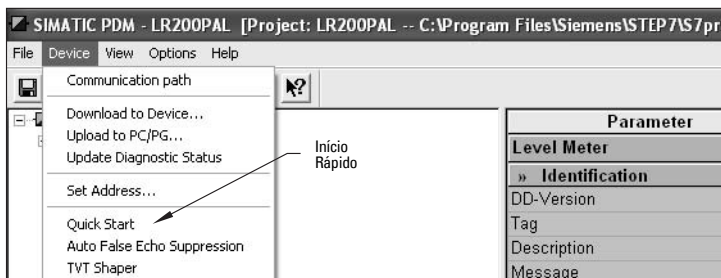 SIMATIC PDM - LR200PAL [Project: LR200PAL -- C:\Program Files\Siemens\STEP7\S7pr
File Device View Options Help
Communication path
Download to Device...
Upload to PC/PG...
Update Diagnostic Status
Set Address...
Quick Start
Auto False Echo Suppression
TVT Shaper
Início
Rápido
Parameter
Level Meter
» Identification
DD-Version
Tag
Description
Message